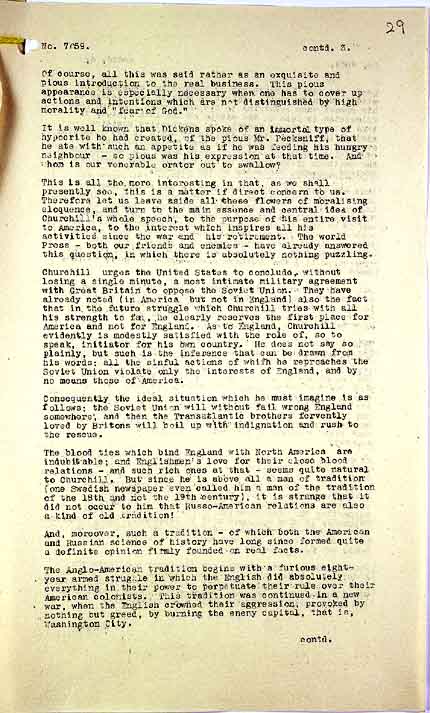 29
No. 7659. contd. 3.
Of course, all this was said rather as an exquisite and
pious introduction to the real business. This pious
appearance is especially necessary when one has to cover up
actions and intentions which are not distinguished by high
morality and "fear of God."
It is well known that Dickens spoke of an immortal type of
hypocrite he had created, of the pious Mr. Pecksniff, that
he ate with such an appetite as if he was feeding his hungry
neighbour - so pious was his expression at that time. And
whom is our venerable orator out to swallow?
This is all the more interesting in that, as we shall
presently see, this is a matter if direct concern to us.
Therefore let us leave aside all these flowers of moralising
eloquence, and turn to the main essence and central idea of
Churchill's whole speech, to the purpose of his entire visit
to America, to the interest which inspires all his
activities since the war and his retirement. The world
Press - both our friends and enemies - have already answered
this question, in which there is absolutely nothing puzzling.
Churchill urges the United States to conclude, without
losing a single minute, a most intimate military agreement
with Great Britain to oppose the Soviet Union. They have
already noted (in America but not in England) also the fact
that in the future struggle which Churchill tries with all
his strength to fan, he clearly reserves the first place for
America and not for England. As to England, Churchill
evidently is modestly satisfied with the role of, so to
speak, initiator for his own country. He does not say so
plainly, but such is the inference that can be drawn from
his words: all the sinful actions of which he reproaches the
Soviet Union violate only the interests of England, and by
no means those of America.
Consequently the ideal situation which he must imagine is as
follows: the Soviet Union will without fail wrong England
somewhere, and then the Transatlantic brothers fervently
loved by Britons will boil up with indignation and rush to
the rescue.
The blood ties which bind England with North America are
indubitable; and Englishmen's love for their close blood
relations - and such rich ones at that - seems quite natural
to Churchill. But since he is above all a man of tradition
(one Swedish newspaper even called him a man of the tradition
of the 18th and not the 19th century), it is strange that it
did not occur to him that Russo-American relations are also
a kind of old tradition!
And, moreover, such a tradition - of which both the American
and Russian science of history have long since formed quite
a definite opinion firmly founded on real facts.
The Anglo-American tradition begins with a furious eight-
year armed struggle in which the English did absolutely
everything in their power to perpetuate their rule over their
American colonists. This tradition was continued in a new
war, when the English crowned their aggression, provoked by
nothing but greed, by burning the enemy capital, that is,
Washington City.
contd.